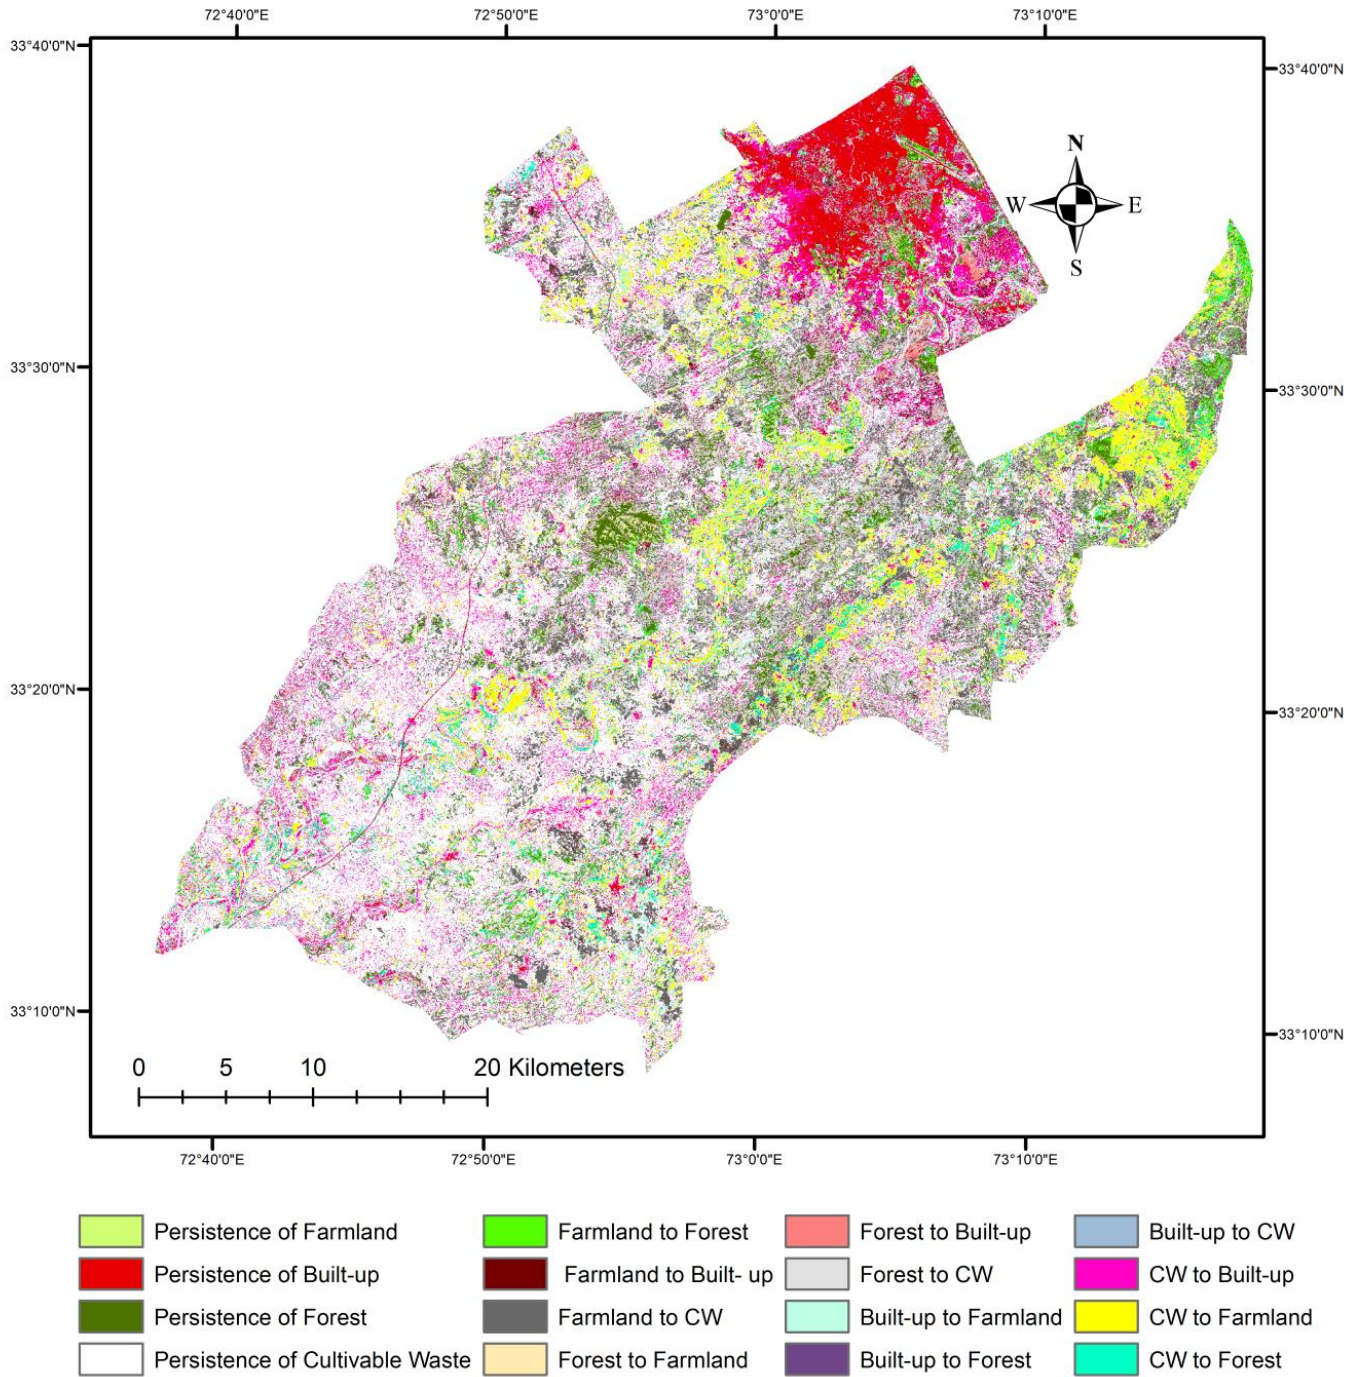 72°40'0"E 72°50'0"E 73°0'0"E 73°10'0"E
33°40'0"N
33°40'0"N
N
W E
S
33°30'0"N
33°30'0"N
33°20'0"N
33°20'0"N
33°10'0"N
33°10'0"N
0 5 10 20 Kilometers
72°40'0"E 72°50'0"E 73°0'0"E 73°10'0"E
Persistence of Farmland Farmland to Forest Forest to Built-up Built-up to CW
Persistence of Built-up Farmland to Built- up Forest to CW CW to Built-up
Persistence of Forest Farmland to CW Built-up to Farmland CW to Farmland
Persistence of Cultivable Waste Forest to Farmland Built-up to Forest CW to Forest